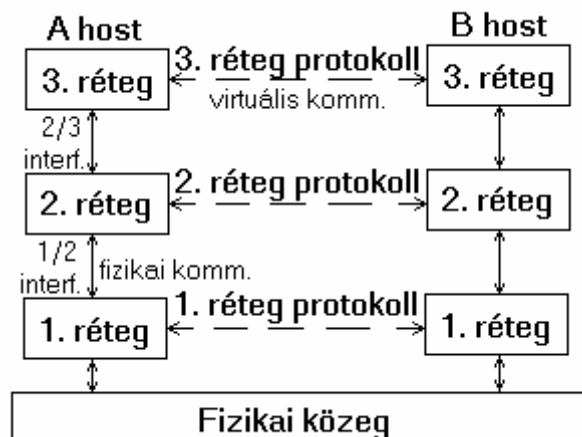 A host
B host
3. réteg
3. réteg protokoll
3. réteg
virtuális komm.
2/3
interf.
2. réteg
2. réteg protokoll
2. réteg
1/2
interf.
fizikai komm.
1. réteg
1. réteg protokoll
1. réteg
Fizikai közeg